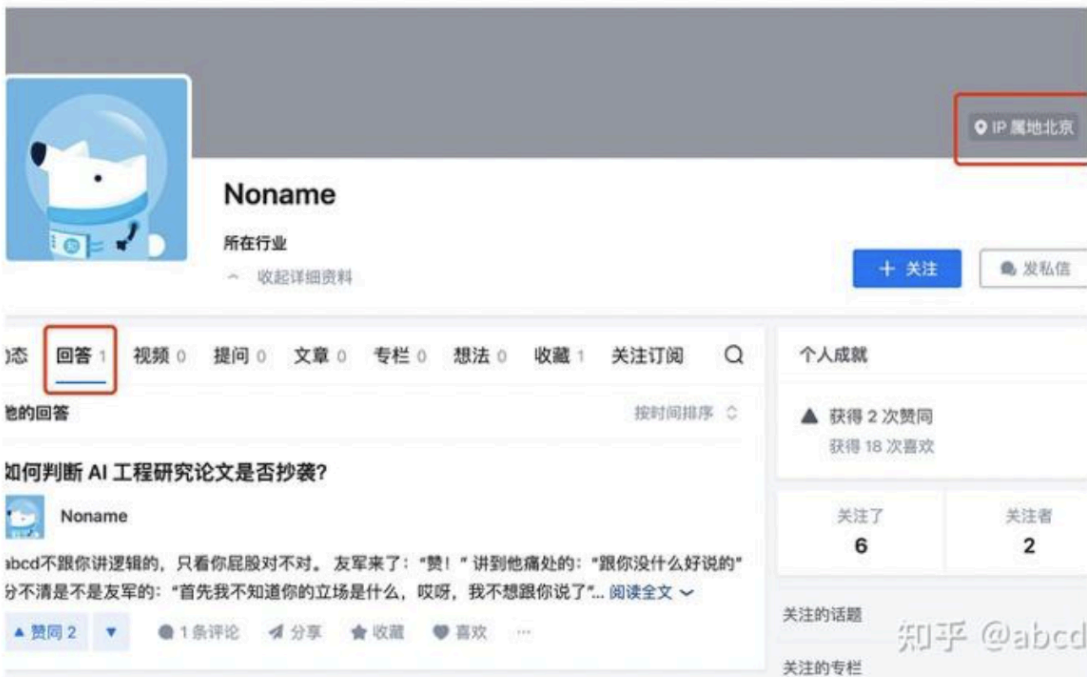 IP 属地北京
Noname
所在行业
收起详细资料
+ 关注
发私信
动态 回答 1 视频 0 提问 0 文章 0 专栏 0 想法 0 收藏 1 关注订阅
个人成就
他的回答
按时间排序
获得 2 次赞同
获得 18 次喜欢
如何判断 AI 工程研究论文是否抄袭?
Noname
关注了
关注者
6
2
abcd不跟你讲逻辑的，只看你屁股对不对。友军来了：“赞！” 讲到他痛处的：“跟你没什么好说的”
分不清是不是友军的：“首先我不知道你的立场是什么，哎呀，我不想跟你说了”... 阅读全文
赞同 2
1 条评论 分享 收藏 喜欢 ···
关注的话题
知乎 @abcd
关注的专栏